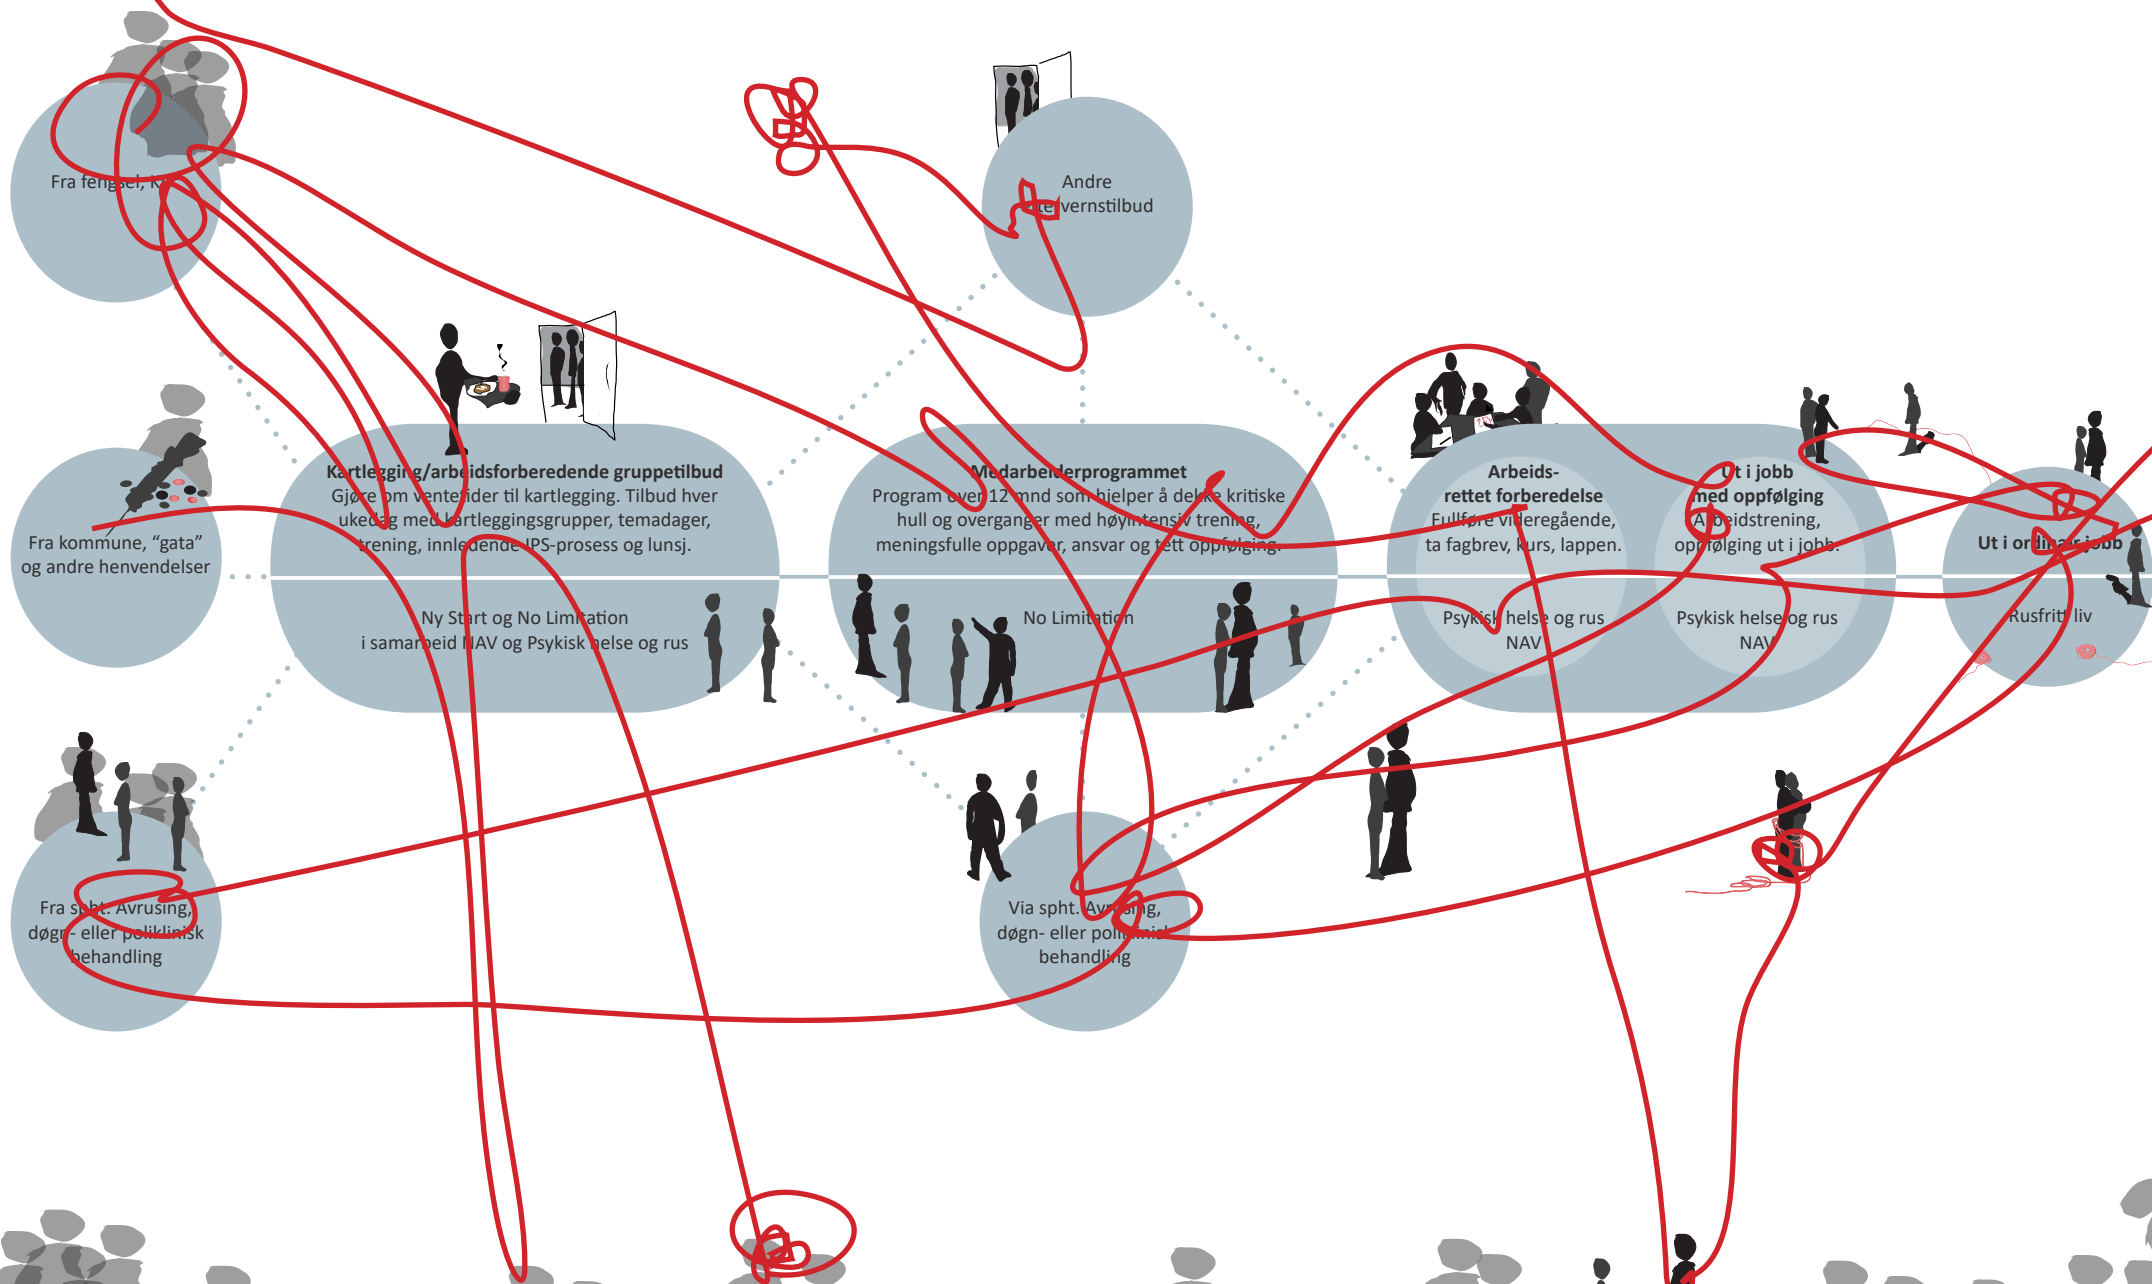 Fra fengsel,
Andre
ettervernstilbud
Kartlegging/arbeidsforberedende gruppetilbud
Gjøre om ventetider til kartlegging. Tilbud hver
ukedag med kartleggingsgrupper, temadager,
trening, innledende IPS-prosess og lunsj.
Ny Start og No Limitation
i samarbeid NAV og Psykisk helse og rus
Medarbeiderprogrammet
Program over 12 mnd som hjelper å dekke kritiske
hull og overganger med høyintensiv trening,
meningsfulle oppgaver, ansvar og tett oppfølging.
No Limitation
Arbeids-
rettet forberedelse
Fullføre videregående,
ta fagbrev, kurs, lappen.
Psykisk helse og rus
NAV
Ut i jobb
med oppfølging
Arbeidstrening,
oppfølging ut i jobb.
Psykisk helse og rus
NAV
Ut i ordinær jobb
Rusfritt liv
Fra kommune, “gata”
og andre henvendelser
Fra spht. Avrusing,
døgn- eller poliklinisk
behandling
Via spht. Avrusing,
døgn- eller poliklinisk
behandling